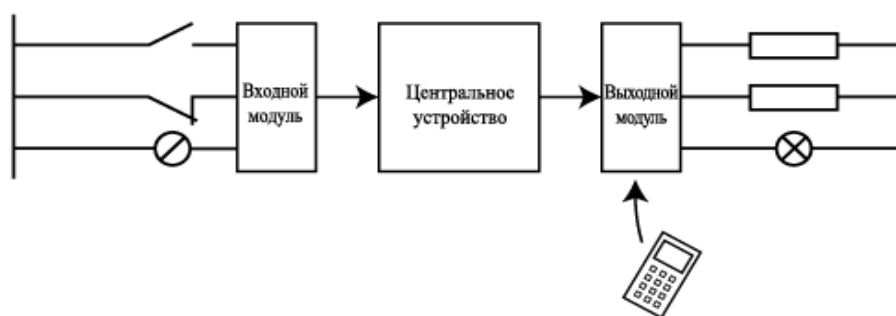 Входной
модуль
Центральное
устройство
Выходной
модуль